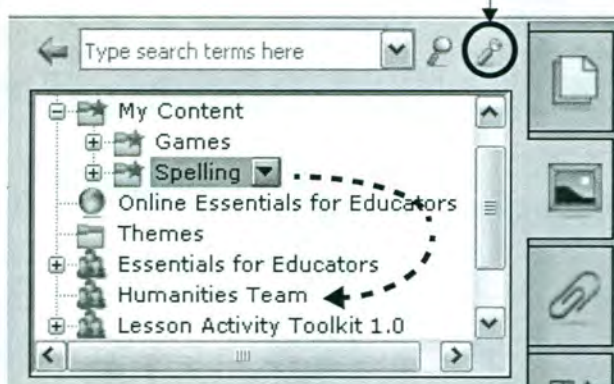 Type search terms here
My Content
Games
Spelling
Online Essentials for Educators
Themes
Essentials for Educators
Humanities Team
Lesson Activity Toolkit 1.0